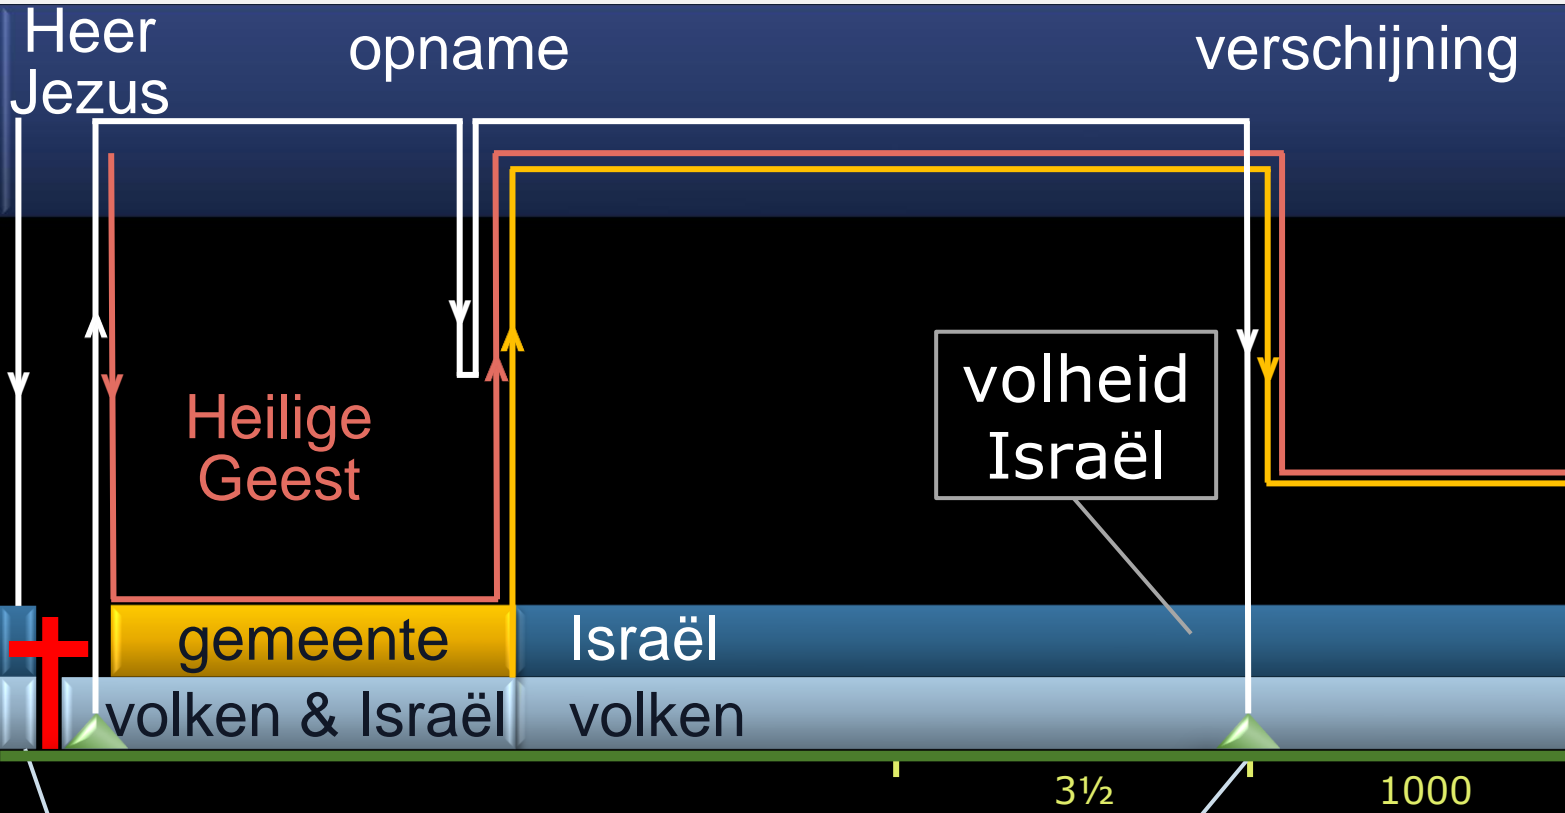 Heer
Jezus
opname
verschijning
Heilige
Geest
volheid
Israël
gemeente
Israël
volken & Israël
volken
3½
1000